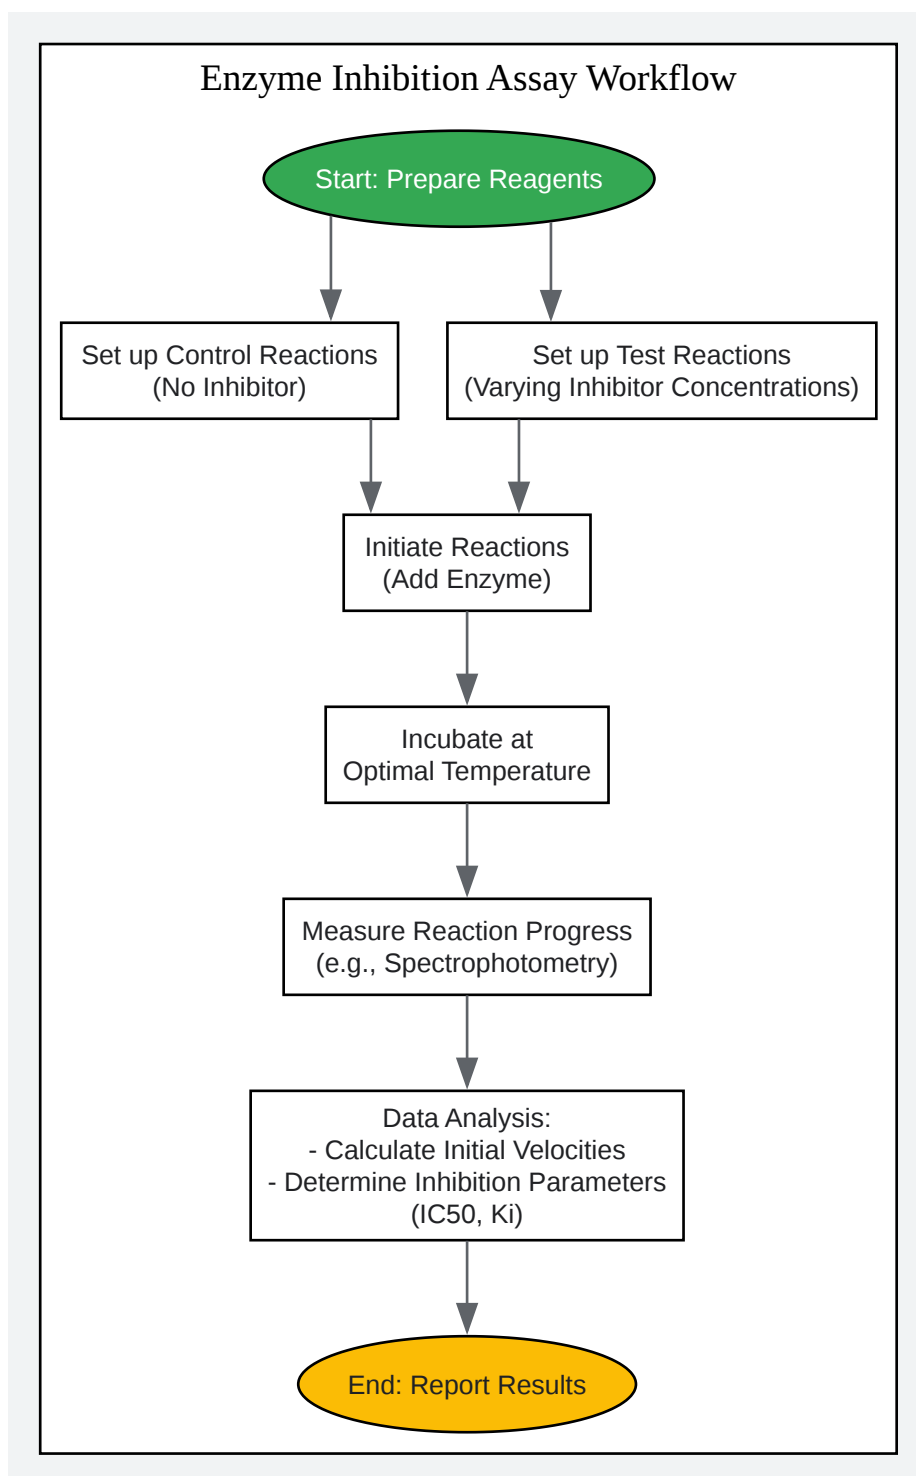 Enzyme Inhibition Assay Workflow
Start: Prepare Reagents
Set up Control Reactions
(No Inhibitor)
Set up Test Reactions
(Varying Inhibitor Concentrations)
Initiate Reactions
(Add Enzyme)
Incubate at
Optimal Temperature
Measure Reaction Progress
(e.g., Spectrophotometry)
Data Analysis:
- Calculate Initial Velocities
- Determine Inhibition Parameters
(IC50, Ki)
End: Report Results